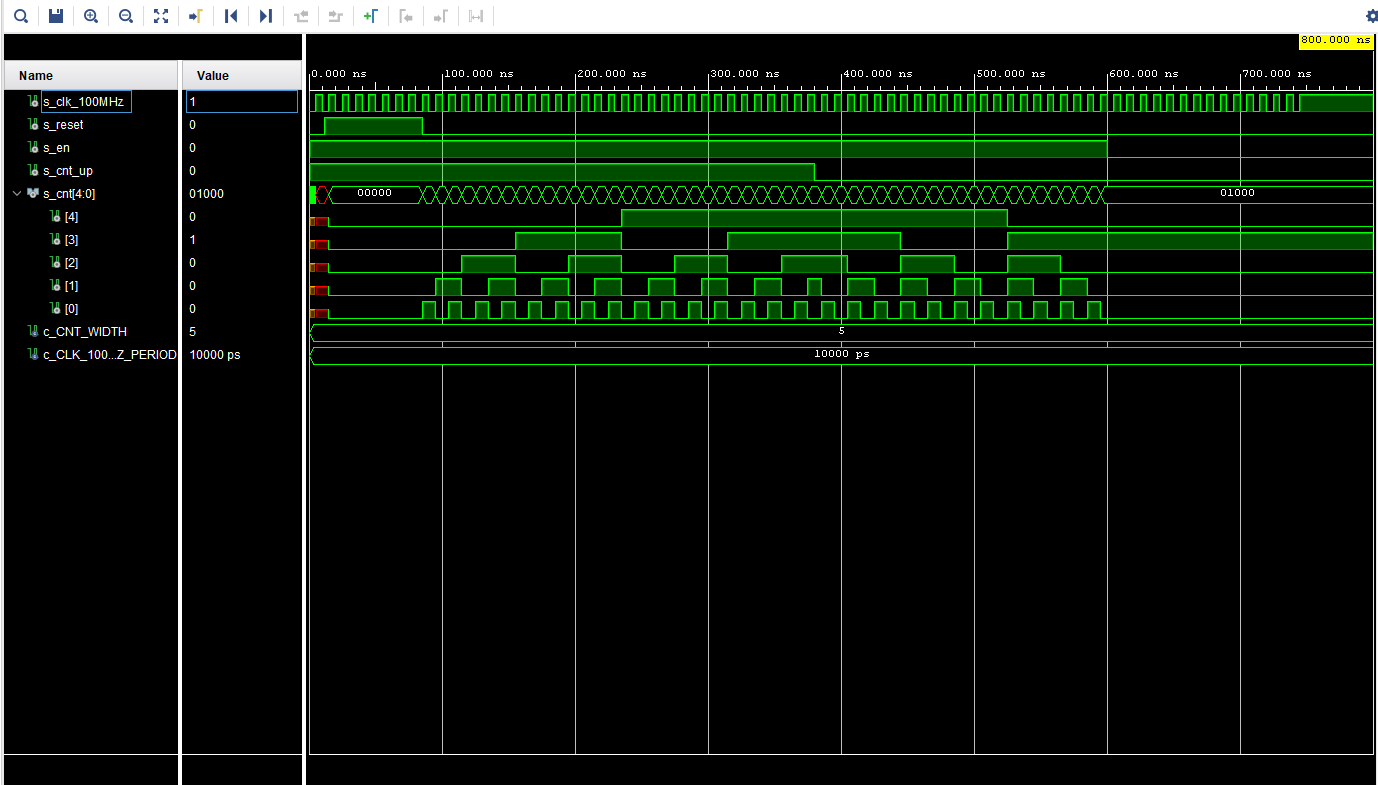 800.000 ns
Name Value
0.000 ns 100.000 ns 200.000 ns 300.000 ns 400.000 ns 500.000 ns 600.000 ns 700.000 ns
s_clk_100MHz 1
s_reset 0
s_en 0
s_cnt_up 0
s_cnt[4:0] 01000 00000 01000
[4] 0
[3] 1
[2] 0
[1] 0
[0] 0
c_CNT_WIDTH 5 5
c_CLK_100...Z_PERIOD 10000 ps 10000 ps